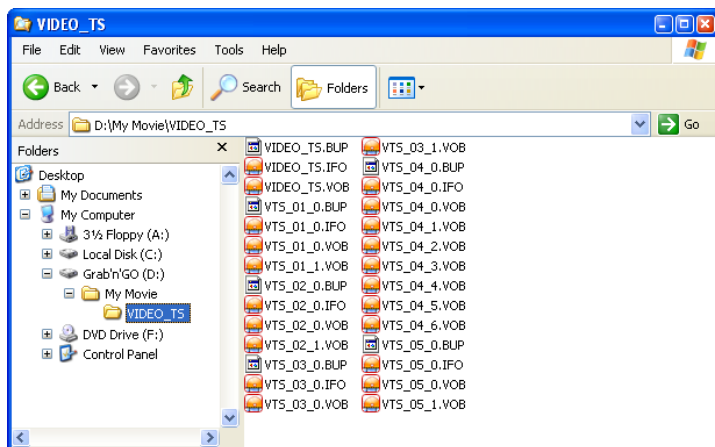 VIDEO_TS
File Edit View Favorites Tools Help
Back Search Folders
Address D:\My Movie\VIDEO_TS Go
Folders
Desktop
My Documents
My Computer
3½ Floppy (A:)
Local Disk (C:)
Grab'n'GO (D:)
My Movie
VIDEO_TS
DVD Drive (F:)
Control Panel
VIDEO_TS.BUP
VIDEO_TS.IFO
VIDEO_TS.VOB
VTS_01_0.BUP
VTS_01_0.IFO
VTS_01_0.VOB
VTS_01_1.VOB
VTS_02_0.BUP
VTS_02_0.IFO
VTS_02_0.VOB
VTS_02_1.VOB
VTS_03_0.BUP
VTS_03_0.IFO
VTS_03_0.VOB
VTS_03_1.VOB
VTS_04_0.BUP
VTS_04_0.IFO
VTS_04_0.VOB
VTS_04_1.VOB
VTS_04_2.VOB
VTS_04_3.VOB
VTS_04_4.VOB
VTS_04_5.VOB
VTS_04_6.VOB
VTS_05_0.BUP
VTS_05_0.IFO
VTS_05_0.VOB
VTS_05_1.VOB